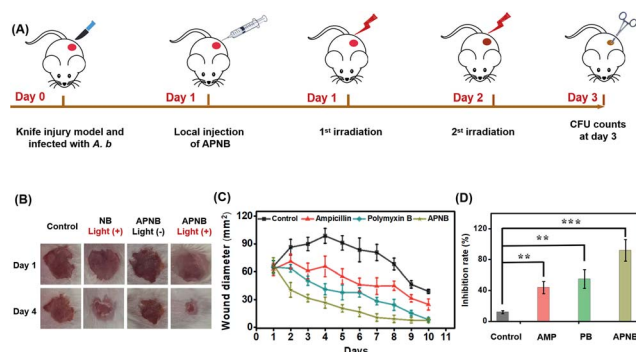 (A)
Day 0
Day 1
Day 1
Day 2
Day 3
Knife injury model and
infected with A. b
Local injection
of APNB
1st irradiation
2st irradiation
CFU counts
at day 3
(B)
Control
NB
Light (+)
APNB
Light (-)
APNB
Light (+)
Day 1
Day 4
(C)
Control
Ampicillin
Polymyxin B
APNB
Wound diameter (mm2)
120
90
60
30
0
0 1 2 3 4 5 6 7 8 9 10 11
Days
(D)
Inhibition rate (%)
120
80
40
0
**
**
***
Control
AMP
PB
APNB